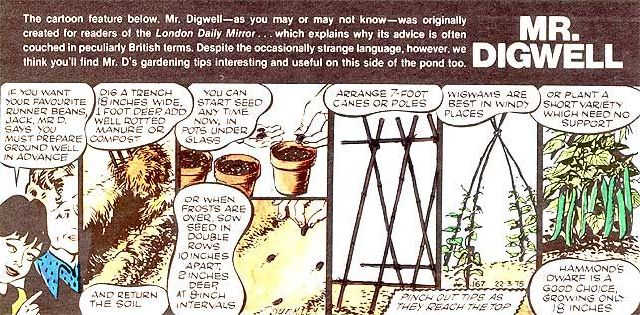 The cartoon feature below, Mr. Digwell—as you may or may not know—was originally
created for readers of the London Daily Mirror... which explains why its advice is often
couched in peculiarly British terms. Despite the occasionally strange language, however, we
think you'll find Mr. D's gardening tips interesting and useful on this side of the pond too.
MR.
DIGWELL
IF YOU WANT
YOUR FAVOURITE
RUNNER BEANS,
JACK, MR D.
SAYS YOU
MUST PREPARE
GROUND WELL
IN ADVANCE
DIG A TRENCH
18 INCHES WIDE,
1 FOOT DEEP. ADD
WELL ROTTED
MANURE OR
COMPOST
AND RETURN
THE SOIL
YOU CAN
START SEED
ANY TIME
NOW, IN
POTS UNDER
GLASS
OR WHEN
FROSTS ARE
OVER, SOW
SEED IN
DOUBLE
ROWS
10 INCHES
APART.
2 INCHES
DEEP,
AT 8 INCH
INTERVALS
ARRANGE 7-FOOT
CANES OR POLES
WIGWAMS ARE
BEST IN WINDY
PLACES
PINCH OUT TIPS AS
THEY REACH THE TOP
J67 22·3·75
OR PLANT A
SHORT VARIETY
WHICH NEED NO
SUPPORT
HAMMOND'S
DWARF IS A
GOOD CHOICE,
GROWING ONLY
18 INCHES